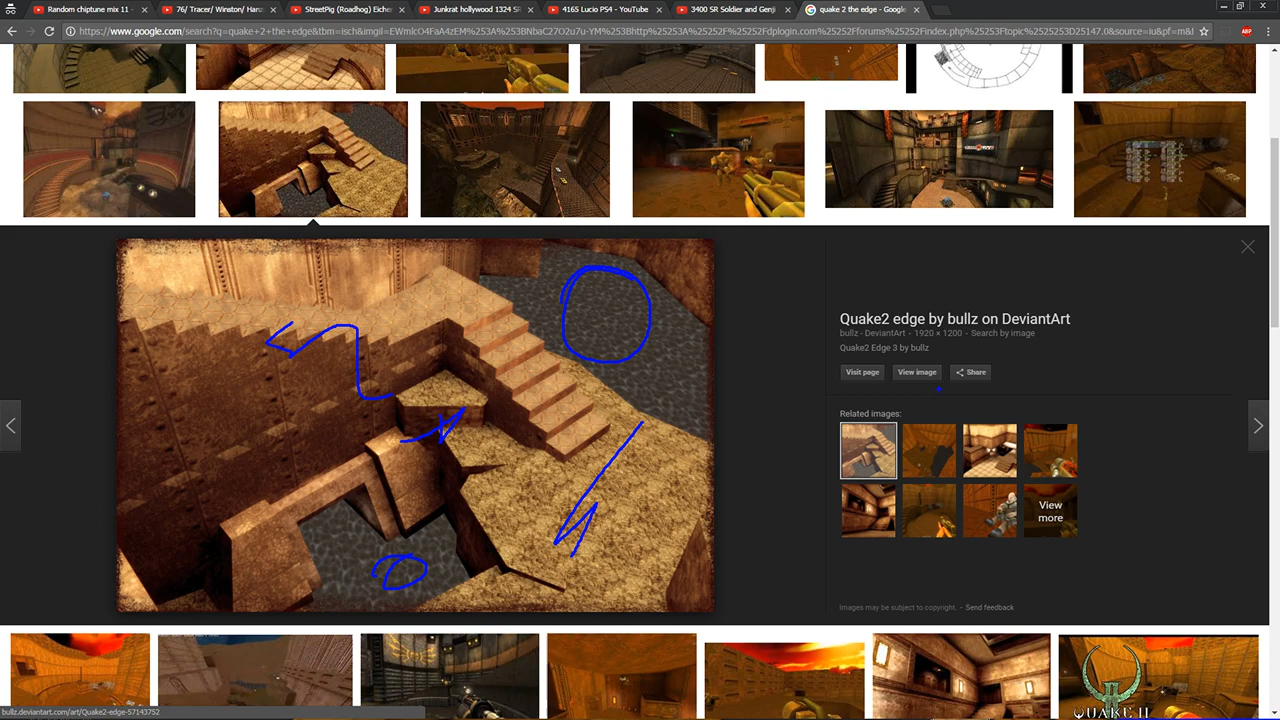 Random chiptune mix 11 -
76/ Tracer/ Winston/ Hanz
StreetPig (Roadhog) Eicher
Junkrat hollywood 1324 SR
4165 Lucio PS4 - YouTube
3400 SR Soldier and Genji
quake 2 the edge - Google
https://www.google.com/search?q=quake+2+the+edge&tbm=isch&imgil=EWmlcO4FaA4zEM%253A%253BNbaC27O2u7u-YM%253Bhttp%253A%25252F%25252Fdplogin.com%25252Fforums%25252Findex.php%25253Ftopic%2525253D25147.0&source=iu&pf=m&
ABP
Quake2 edge by bullz on DeviantArt
bullz - DeviantArt - 1920 × 1200 - Search by image
Quake2 Edge 3 by bullz
Visit page
View image
Share
Related images:
View more
Images may be subject to copyright. - Send feedback
QUAKE II
bullz.deviantart.com/art/Quake2-edge-57143752